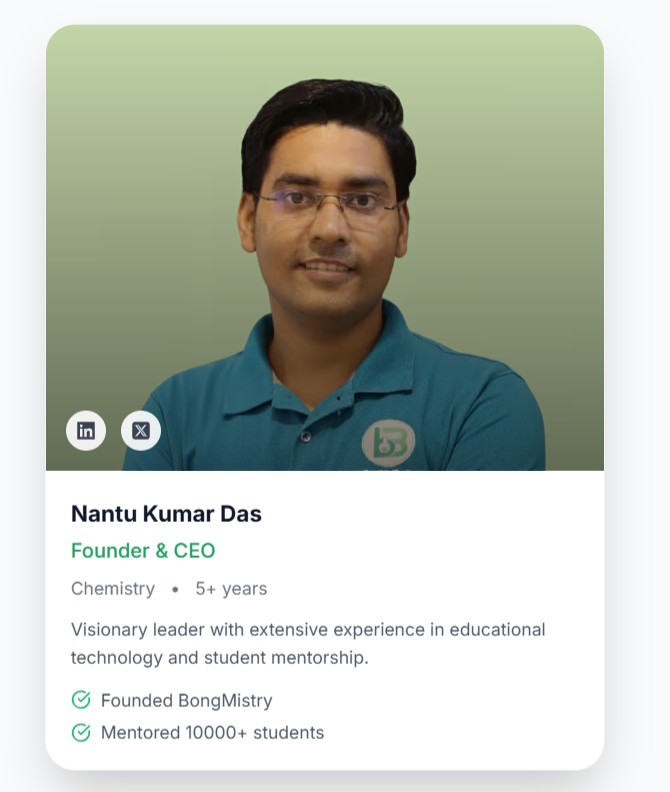 in
X
Nantu Kumar Das
Founder & CEO
Chemistry • 5+ years
Visionary leader with extensive experience in educational
technology and student mentorship.
Founded BongMistry
Mentored 10000+ students